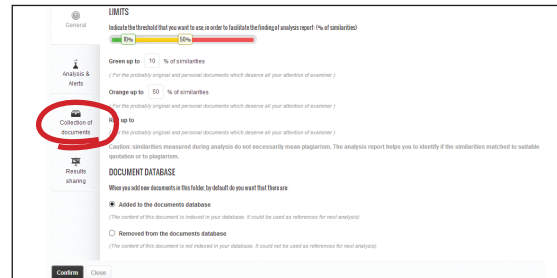 General
Analysis &
Alerts
Collection of
documents
Results
sharing
LIMITS
Indicate the threshold that you want to use, in order to facilitate the finding of analysis report: (% of similarities)
10% 50%
Green up to 10 % of similarities
( For the probably original and personal documents which deserve all your attention of examiner )
Orange up to 50 % of similarities
( For the probably original and personal documents which deserve all your attention of examiner )
up to
( For the probably original and personal documents which deserve all your attention of examiner )
Caution: similarities measured during analysis do not necessarily mean plagiarism. The analysis report helps you to identify if the similarities matched to suitable
quotation or to plagiarism.
DOCUMENT DATABASE
When you add new documents in this folder, by default do you want that there are
Added to the documents database
(The content of this document is indexed in your database. It could be used as references for next analysis)
Removed from the documents database
(The content of this document is not indexed in your database. It could not be used as references for next analysis)
Confirm Close